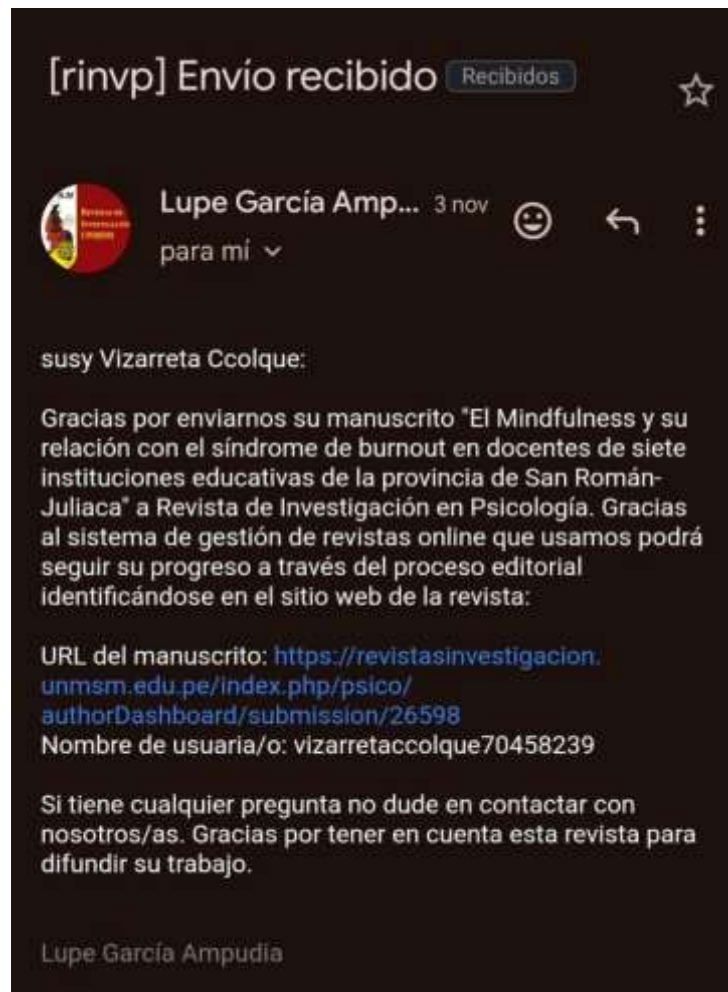 [rinvp] Envío recibido Recibidos
Lupe García Amp... 3 nov
para mí
susy Vizarreta Ccolque:
Gracias por enviarnos su manuscrito "El Mindfulness y su
relación con el síndrome de burnout en docentes de siete
instituciones educativas de la provincia de San Román-
Juliaca" a Revista de Investigación en Psicología. Gracias
al sistema de gestión de revistas online que usamos podrá
seguir su progreso a través del proceso editorial
identificándose en el sitio web de la revista:
URL del manuscrito: https://revistasinvestigacion.
unmsm.edu.pe/index.php/psico/
authorDashboard/submission/26598
Nombre de usuaria/o: vizarretaccolque70458239
Si tiene cualquier pregunta no dude en contactar con
nosotros/as. Gracias por tener en cuenta esta revista para
difundir su trabajo.
Lupe García Ampudia